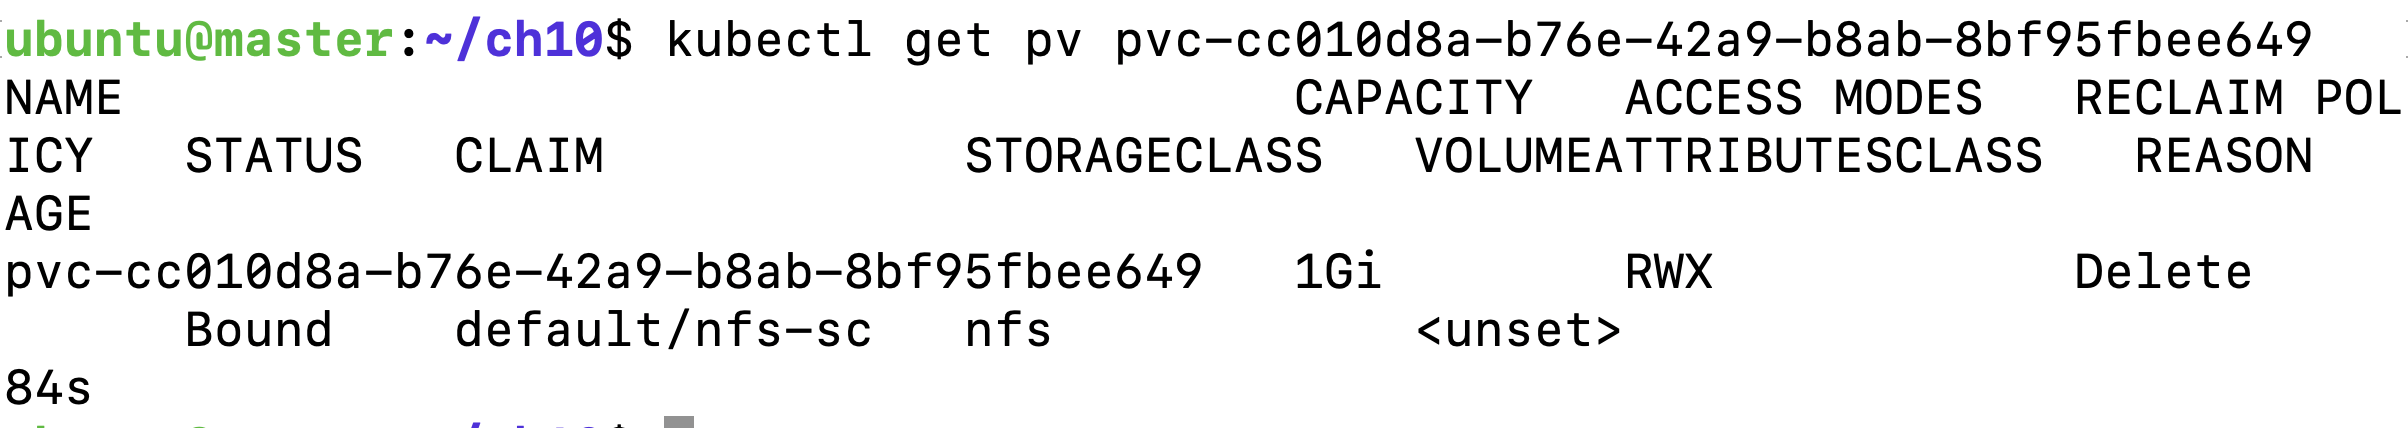 ubuntu@master:~/ch10$ kubectl get pv pvc-cc010d8a-b76e-42a9-b8ab-8bf95fbee649
NAME                                       CAPACITY   ACCESS MODES   RECLAIM POL
ICY   STATUS   CLAIM            STORAGECLASS   VOLUMEATTRIBUTESCLASS   REASON
AGE
pvc-cc010d8a-b76e-42a9-b8ab-8bf95fbee649   1Gi        RWX            Delete
      Bound    default/nfs-sc   nfs            <unset>
84s